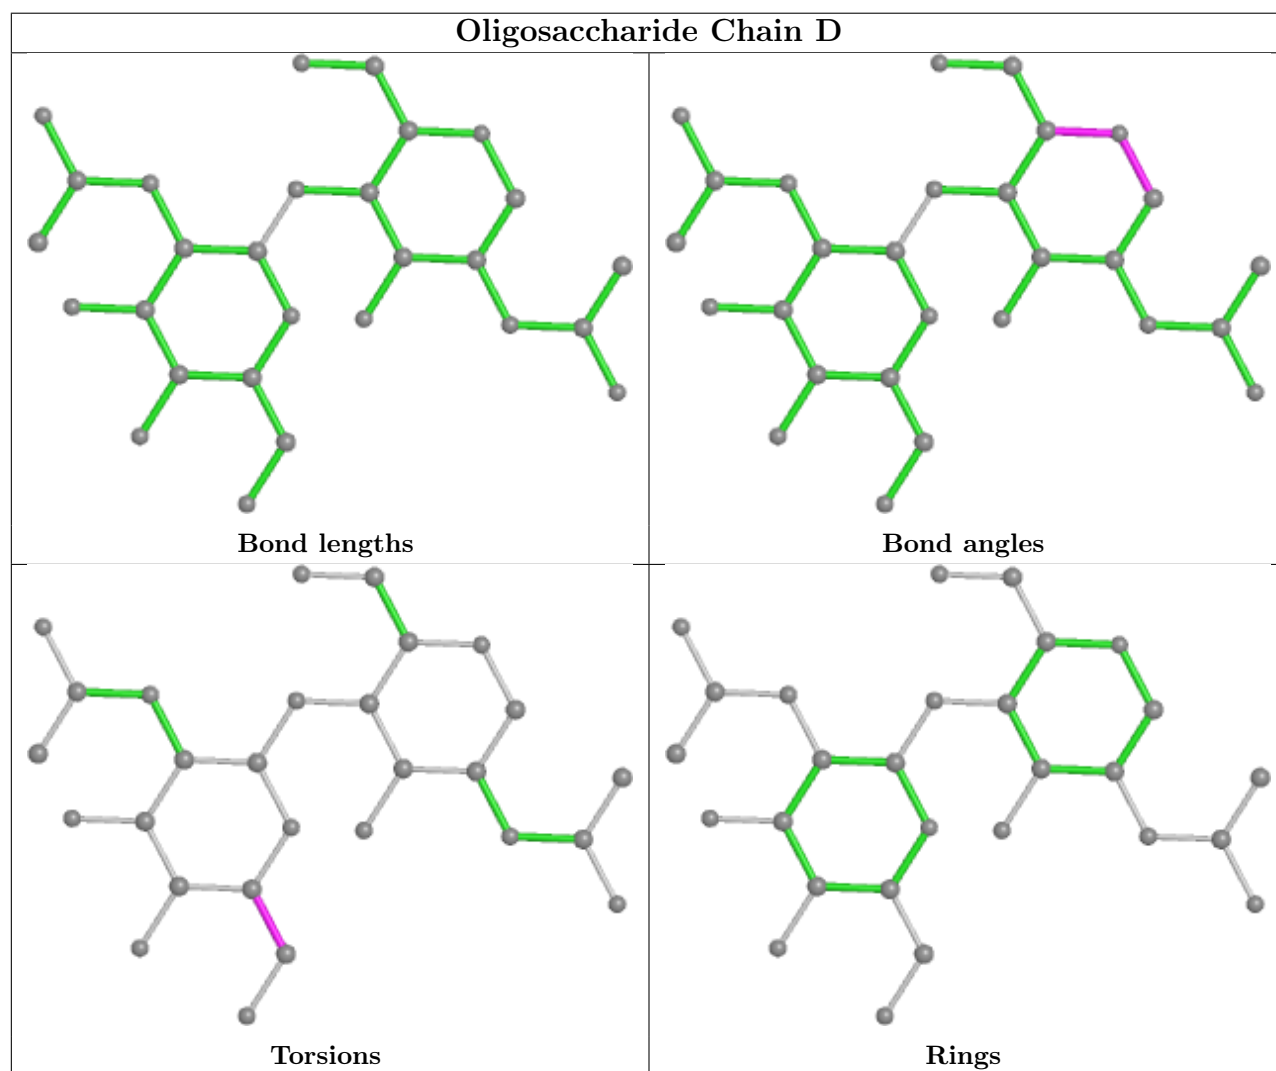 Oligosaccharide Chain D
Bond lengths
Bond angles
Torsions
Rings